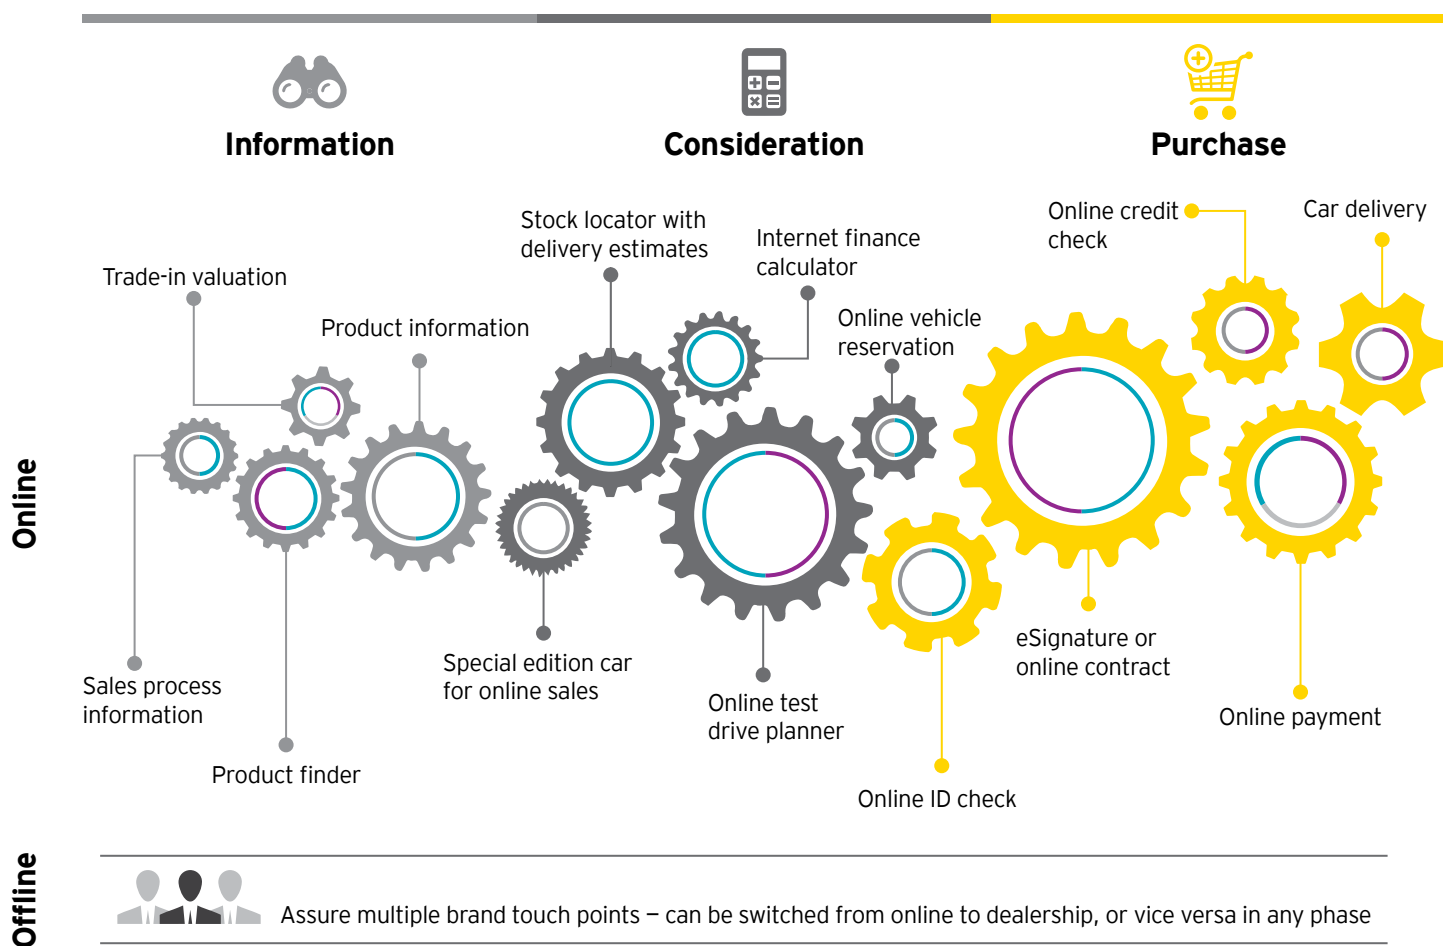 Information
Consideration
Purchase
Online
Trade-in valuation
Product information
Sales process
information
Product finder
Stock locator with
delivery estimates
Internet finance
calculator
Online vehicle
reservation
Special edition car
for online sales
Online test
drive planner
Online credit
check
Car delivery
eSignature or
online contract
Online payment
Online ID check
Offline
Assure multiple brand touch points – can be switched from online to dealership, or vice versa in any phase